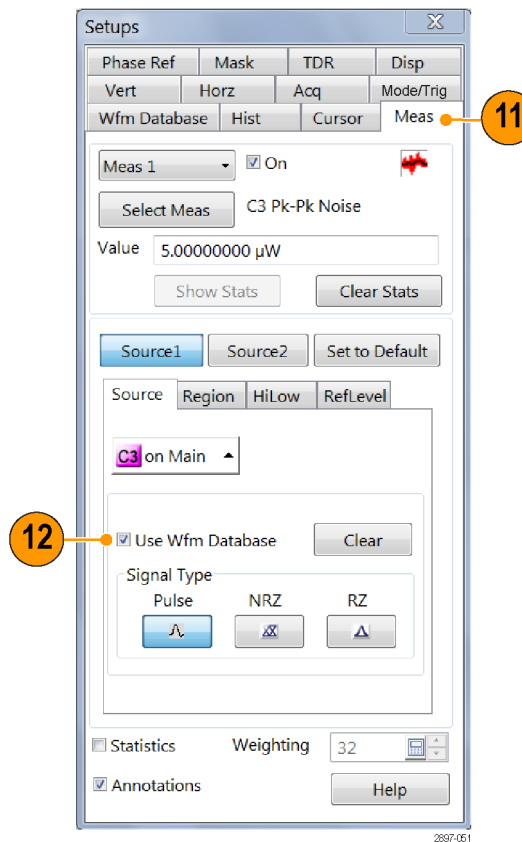 Setups
Phase Ref Mask TDR Disp
Vert Horz Acq Mode/Trig
Wfm Database Hist Cursor Meas
11
Meas 1 On
Select Meas C3 Pk-Pk Noise
Value 5.00000000 µW
Show Stats Clear Stats
Source1 Source2 Set to Default
Source Region HiLow RefLevel
C3 on Main
12
Use Wfm Database Clear
Signal Type
Pulse NRZ RZ
Statistics Weighting 32
Annotations Help
2897-051